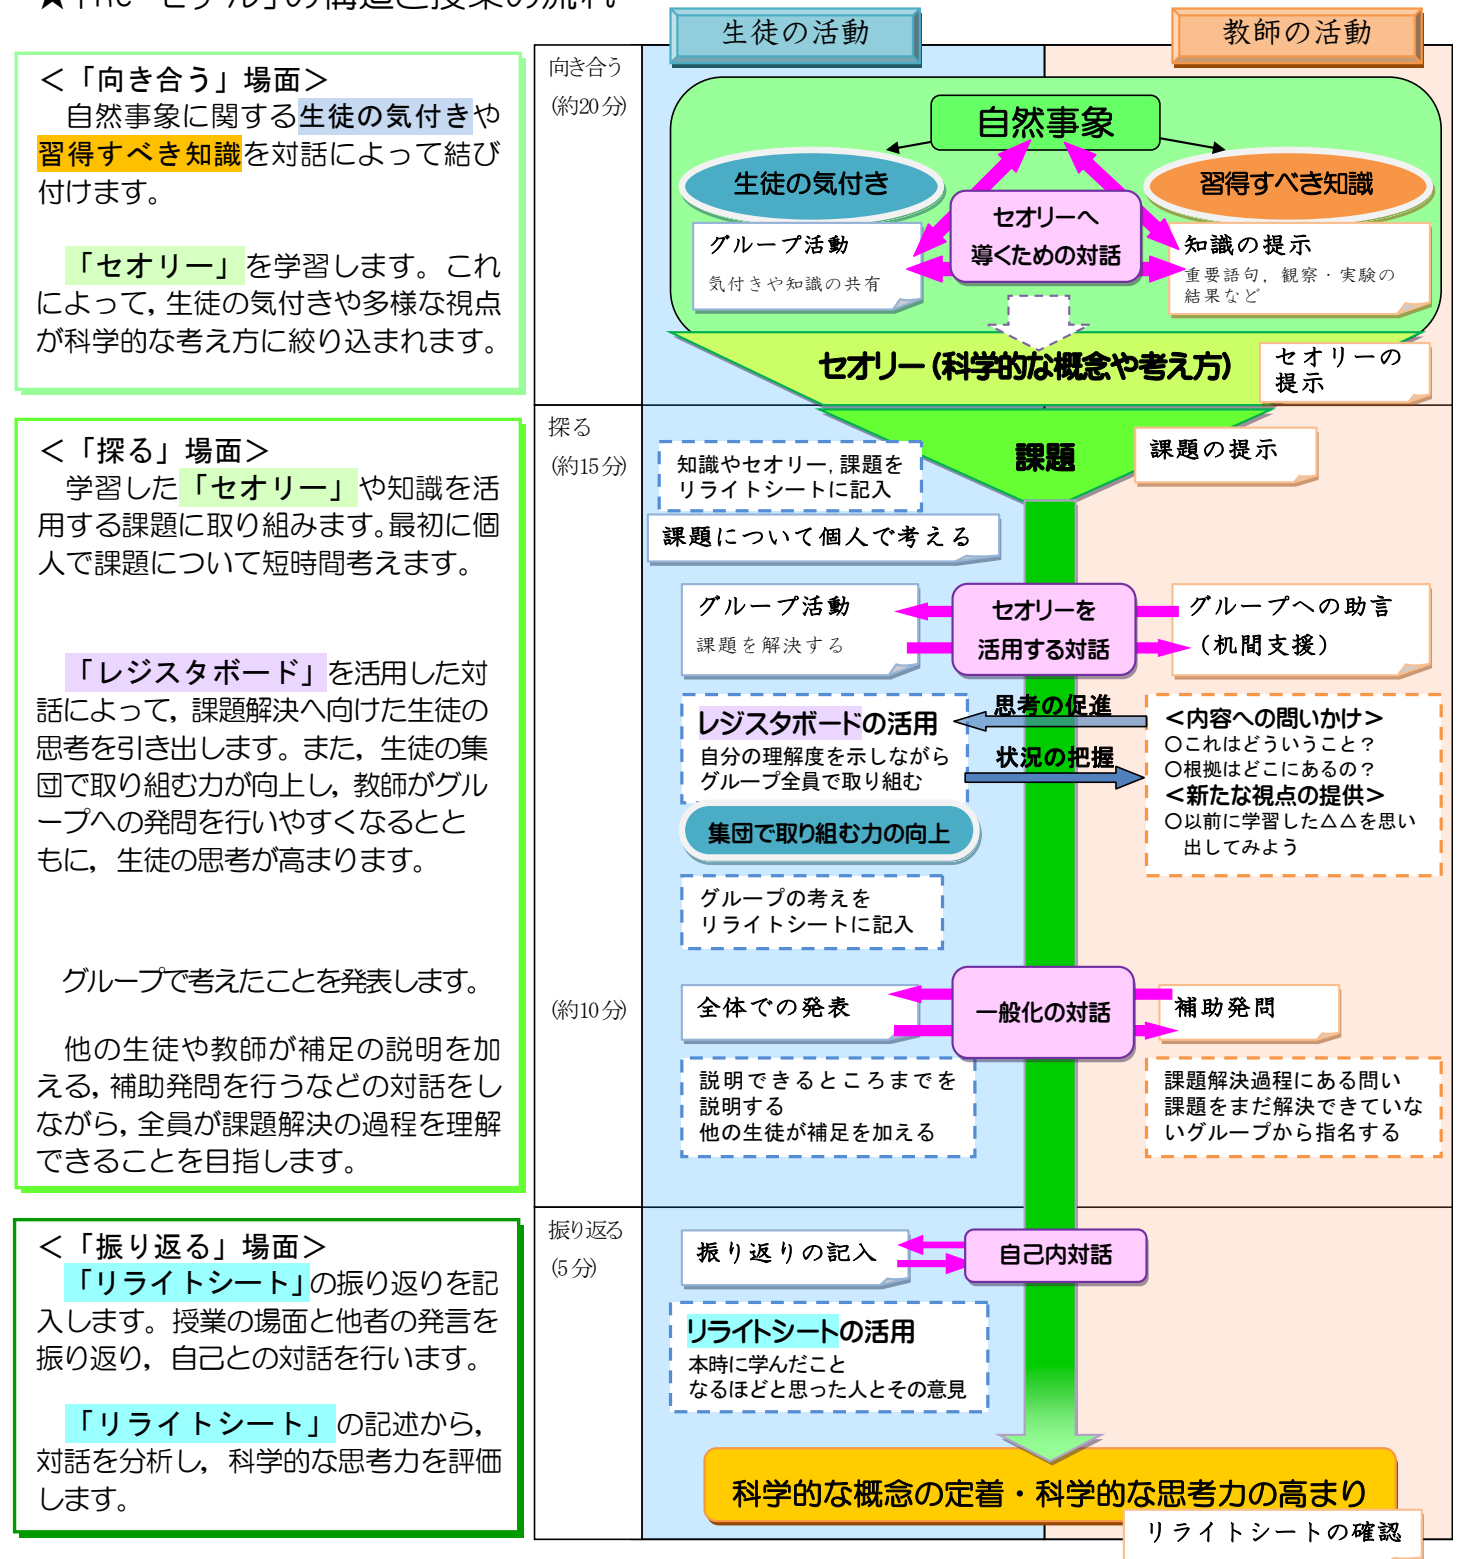 ★「The モデル」の構造と授業の流れ
＜「向き合う」場面＞
自然事象に関する生徒の気付きや
習得すべき知識を対話によって結び
付けます。
「セオリー」を学習します。これ
によって，生徒の気付きや多様な視点
が科学的な考え方に絞り込まれます。
＜「探る」場面＞
学習した「セオリー」や知識を活
用する課題に取り組みます。最初に個
人で課題について短時間考えます。
「レジスタボード」を活用した対
話によって，課題解決へ向けた生徒の
思考を引き出します。また，生徒の集
団で取り組む力が向上し，教師がグル
ープへの発問を行いやすくなるとと
もに，生徒の思考が高まります。
グループで考えたことを発表します。
他の生徒や教師が補足の説明を加
える，補助発問を行うなどの対話をし
ながら，全員が課題解決の過程を理解
できることを目指します。
＜「振り返る」場面＞
「リライトシート」の振り返りを記
入します。授業の場面と他者の発言を
振り返り，自己との対話を行います。
「リライトシート」の記述から，
対話を分析し，科学的な思考力を評価
します。
生徒の活動
教師の活動
向き合う
(約20分)
自然事象
生徒の気付き
習得すべき知識
セオリーへ
導くための対話
グループ活動
気付きや知識の共有
知識の提示
重要語句，観察・実験の
結果など
セオリー（科学的な概念や考え方）
セオリーの
提示
探る
(約15分)
課題
課題の提示
知識やセオリー，課題を
リライトシートに記入
課題について個人で考える
グループ活動
課題を解決する
セオリーを
活用する対話
グループへの助言
（机間支援）
レジスタボードの活用
自分の理解度を示しながら
グループ全員で取り組む
思考の促進
状況の把握
＜内容への問いかけ＞
○これはどういうこと？
○根拠はどこにあるの？
＜新たな視点の提供＞
○以前に学習した△△を思い
出してみよう
集団で取り組む力の向上
グループの考えを
リライトシートに記入
(約10分)
全体での発表
一般化の対話
補助発問
説明できるところまでを
説明する
他の生徒が補足を加える
課題解決過程にある問い
課題をまだ解決できていな
いグループから指名する
振り返る
(5分)
振り返りの記入
自己内対話
リライトシートの活用
本時に学んだこと
なるほどと思った人とその意見
科学的な概念の定着・科学的な思考力の高まり
リライトシートの確認